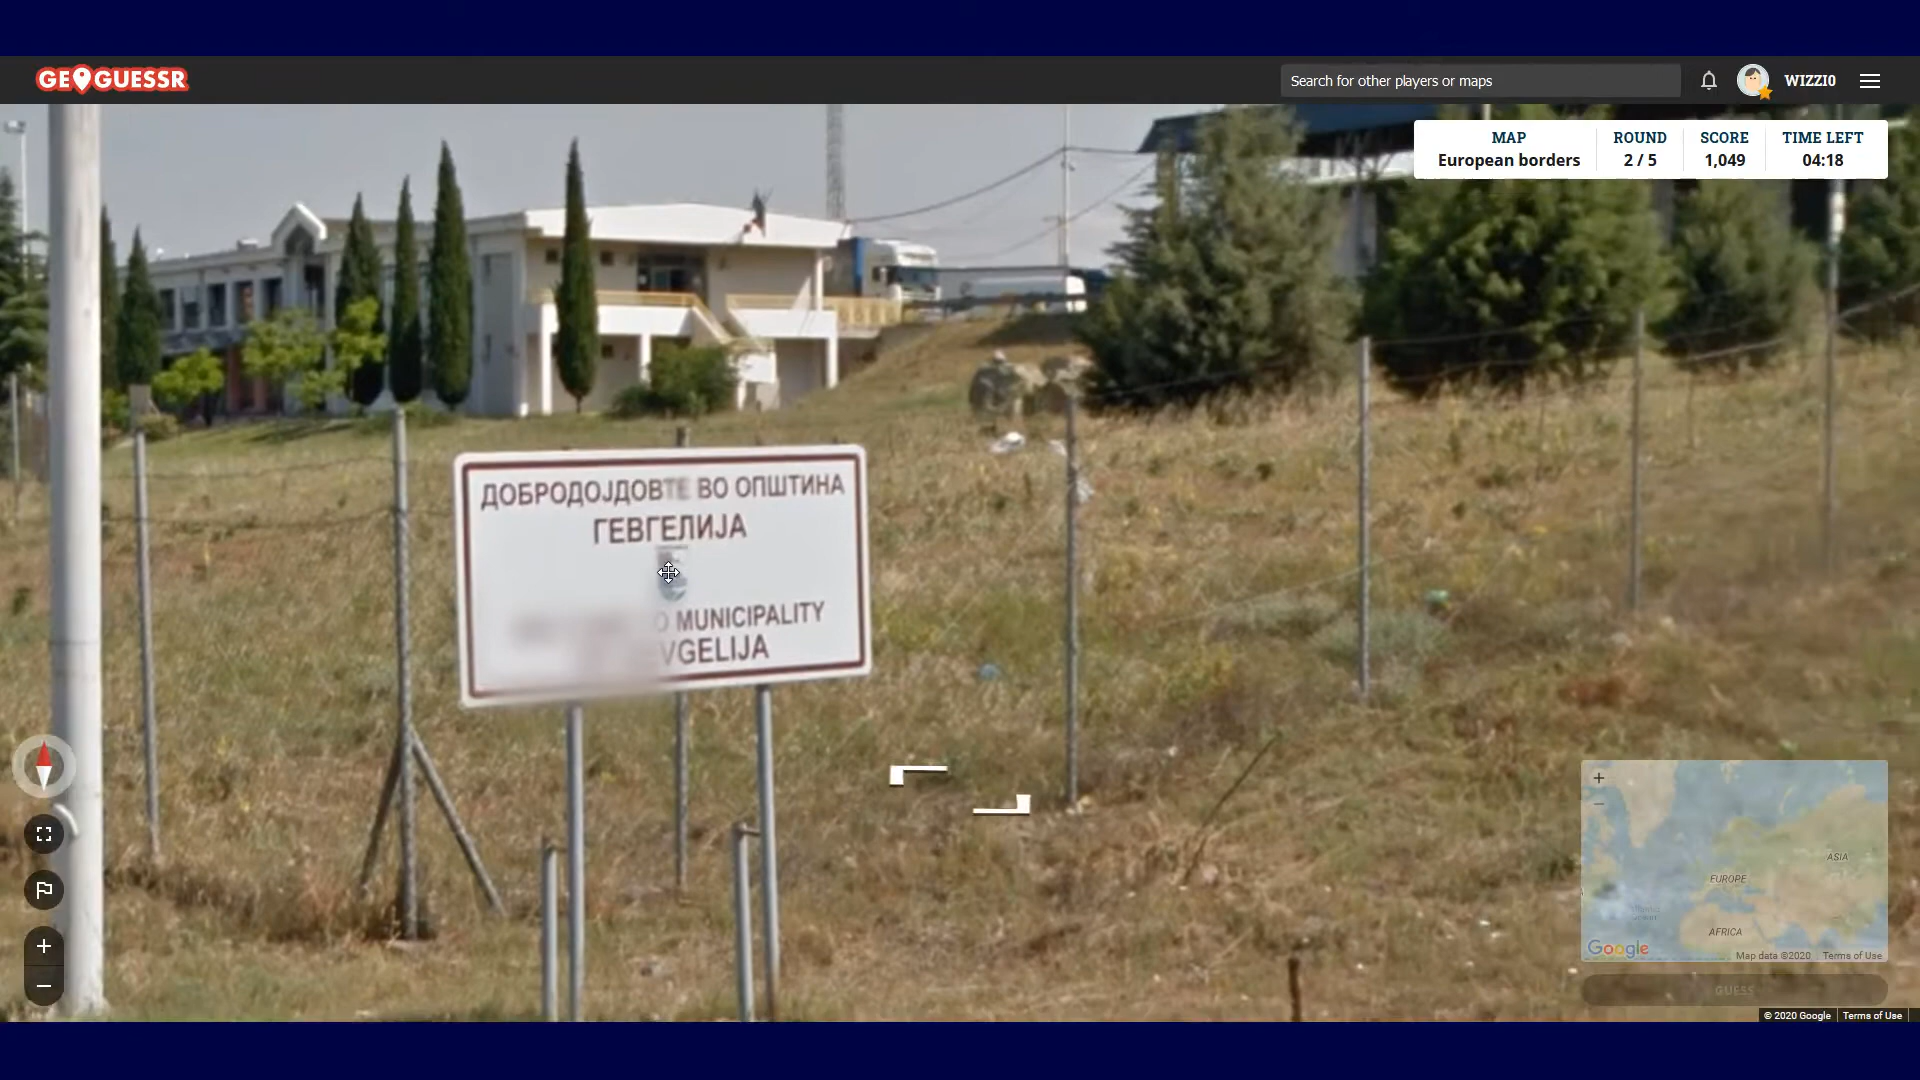 GEOGUESSR
Search for other players or maps
WIZZI0
MAP
European borders
ROUND
2 / 5
SCORE
1,049
TIME LEFT
04:18
ДОБРОДОЈДОВТЕ ВО ОПШТИНА
ГЕВГЕЛИЈА
MUNICIPALITY
ASIA
EUROPE
AFRICA
Google
Map data ©2020
Terms of Use
GUESS
© 2020 Google
Terms of Use